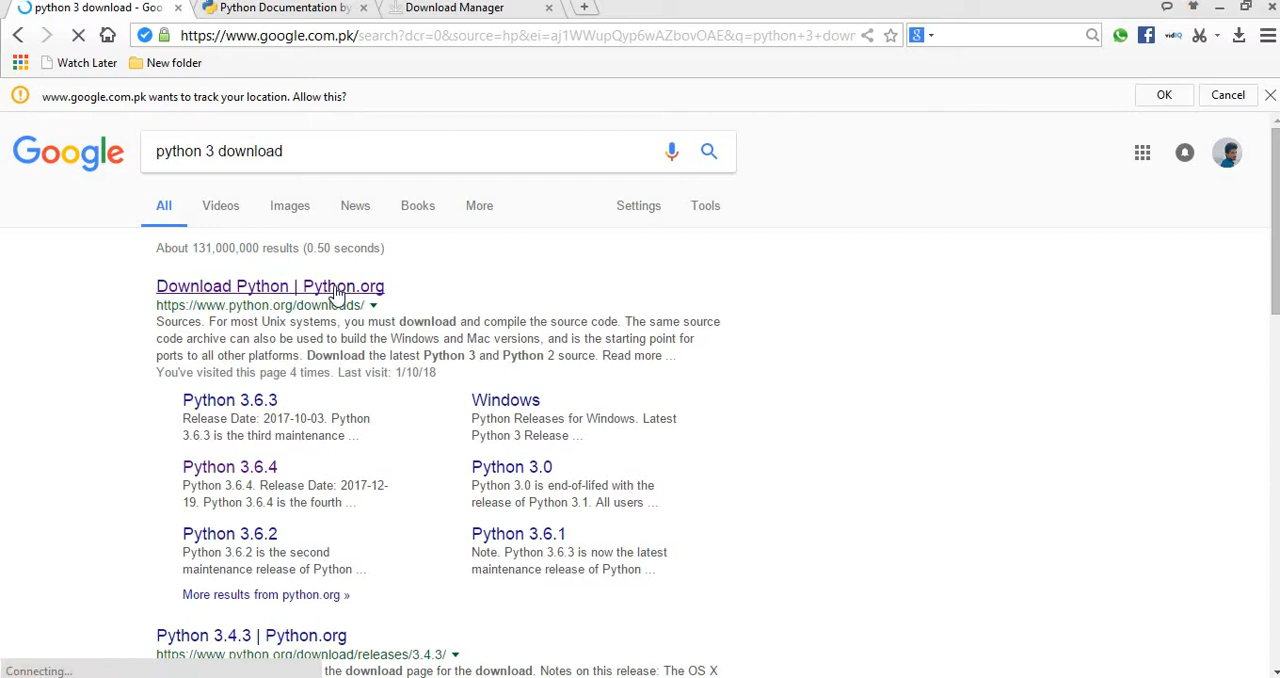 python 3 download - Goo
Python Documentation by
Download Manager
https://www.google.com.pk/search?dcr=0&source=hp&ei=aj1WWupQyp6wAZbovOAE&q=python+3+down
vidIQ
Watch Later
New folder
www.google.com.pk wants to track your location. Allow this?
OK
Cancel
Google
python 3 download
All
Videos
Images
News
Books
More
Settings
Tools
About 131,000,000 results (0.50 seconds)
Download Python | Python.org
https://www.python.org/downloads/
Sources. For most Unix systems, you must download and compile the source code. The same source
code archive can also be used to build the Windows and Mac versions, and is the starting point for
ports to all other platforms. Download the latest Python 3 and Python 2 source. Read more ...
You've visited this page 4 times. Last visit: 1/10/18
Python 3.6.3
Release Date: 2017-10-03. Python
3.6.3 is the third maintenance ...
Windows
Python Releases for Windows. Latest
Python 3 Release ...
Python 3.6.4
Python 3.6.4. Release Date: 2017-12-
19. Python 3.6.4 is the fourth ...
Python 3.0
Python 3.0 is end-of-lifed with the
release of Python 3.1. All users ...
Python 3.6.2
Python 3.6.2 is the second
maintenance release of Python ...
Python 3.6.1
Note. Python 3.6.3 is now the latest
maintenance release of Python ...
More results from python.org »
Python 3.4.3 | Python.org
https://www.python.org/download/releases/3.4.3/
Connecting...
the download page for the download. Notes on this release: The OS X